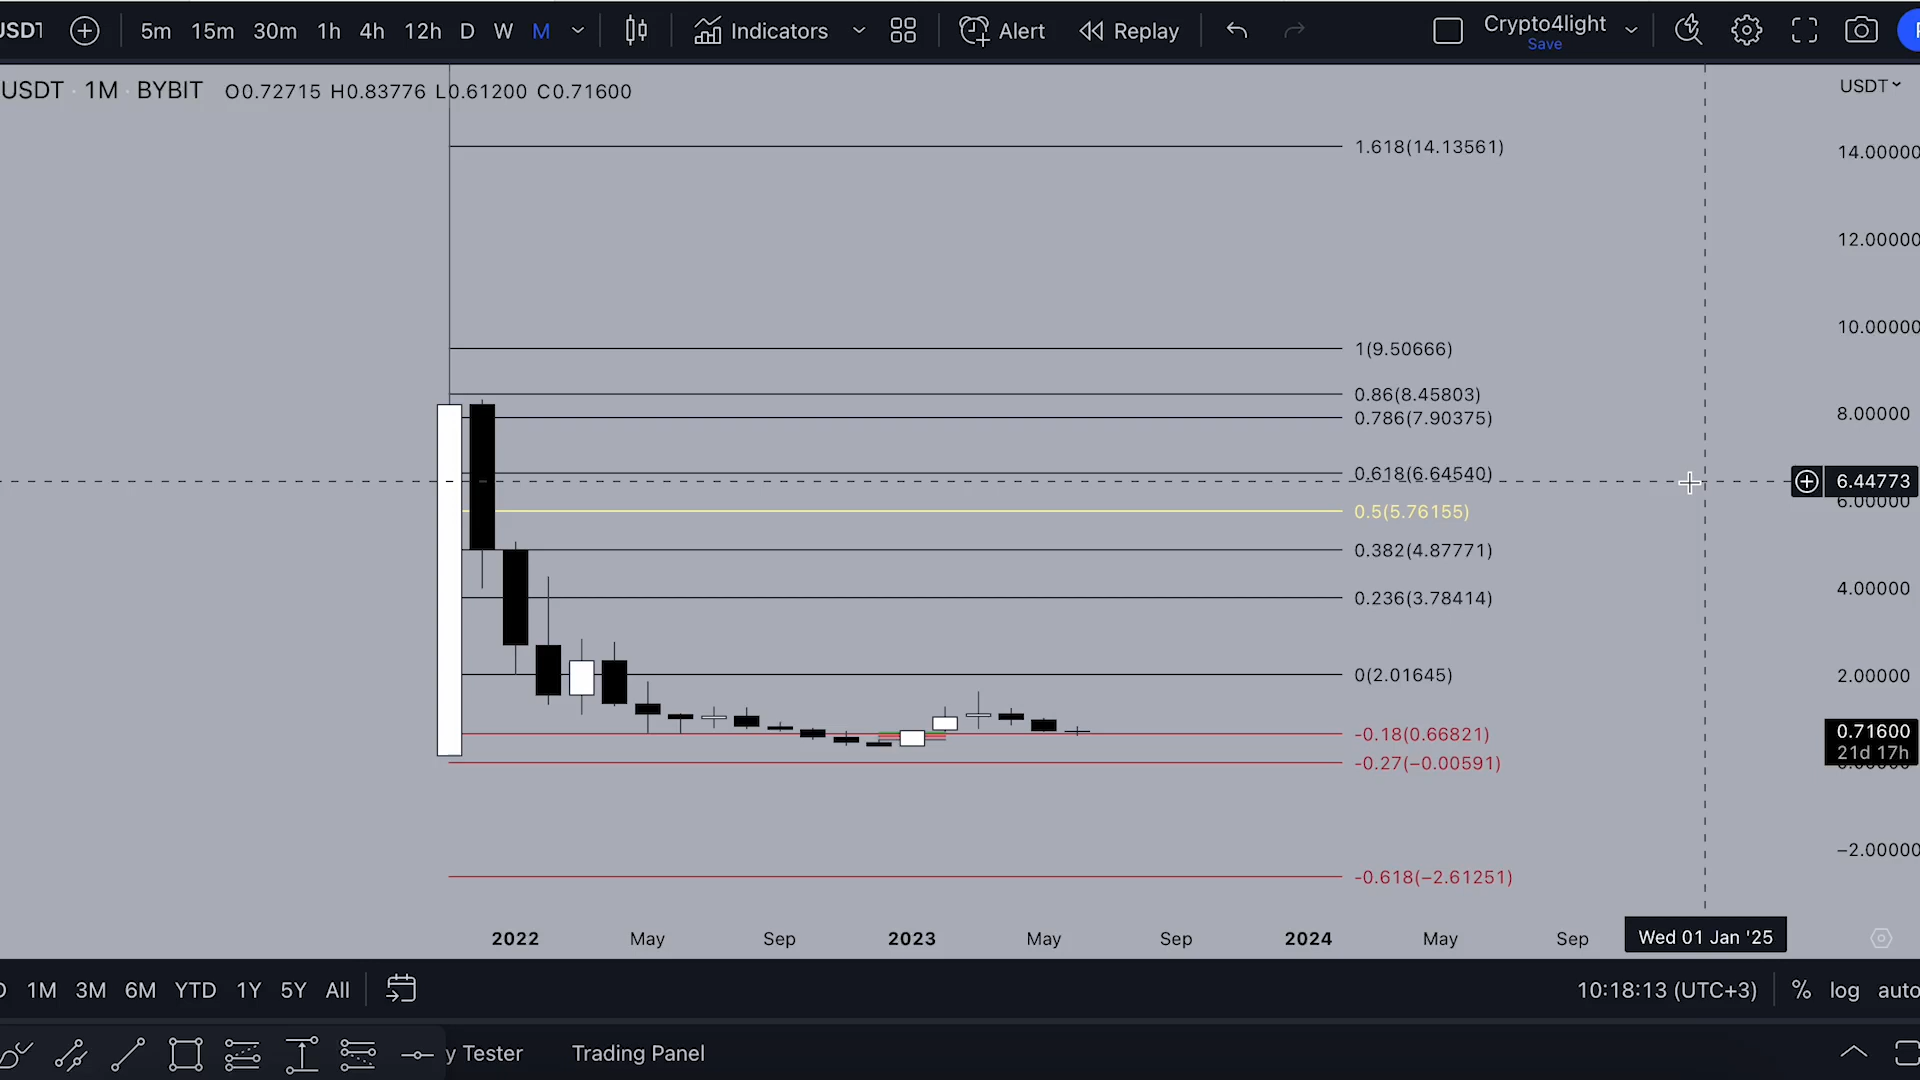 USDT 5m 15m 30m 1h 4h 12h D W M Indicators Alert Replay Crypto4light
Save
USDT · 1M · BYBIT O0.72715 H0.83776 L0.61200 C0.71600
USDT
1.618(14.13561)
14.00000
12.00000
10.00000
1(9.50666)
0.86(8.45803)
0.786(7.90375)
8.00000
0.618(6.64540)
6.44773
6.00000
0.5(5.76155)
0.382(4.87771)
4.00000
0.236(3.78414)
0(2.01645)
2.00000
-0.18(0.66821)
0.71600
21d 17h
-0.27(−0.00591)
−2.00000
-0.618(−2.61251)
2022 May Sep 2023 May Sep 2024 May Sep Wed 01 Jan '25
1M 3M 6M YTD 1Y 5Y All 10:18:13 (UTC+3) % log auto
y Tester Trading Panel